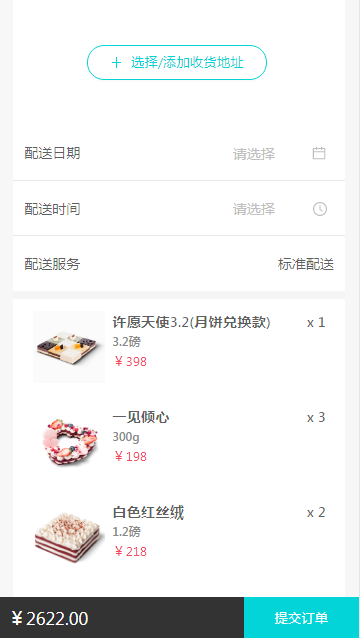 + 选择/添加收货地址
配送日期 请选择
配送时间 请选择
配送服务 标准配送
许愿天使3.2(月饼兑换款) x 1
3.2磅
￥398
一见倾心 x 3
300g
￥198
白色红丝绒 x 2
1.2磅
￥218
￥2622.00 提交订单